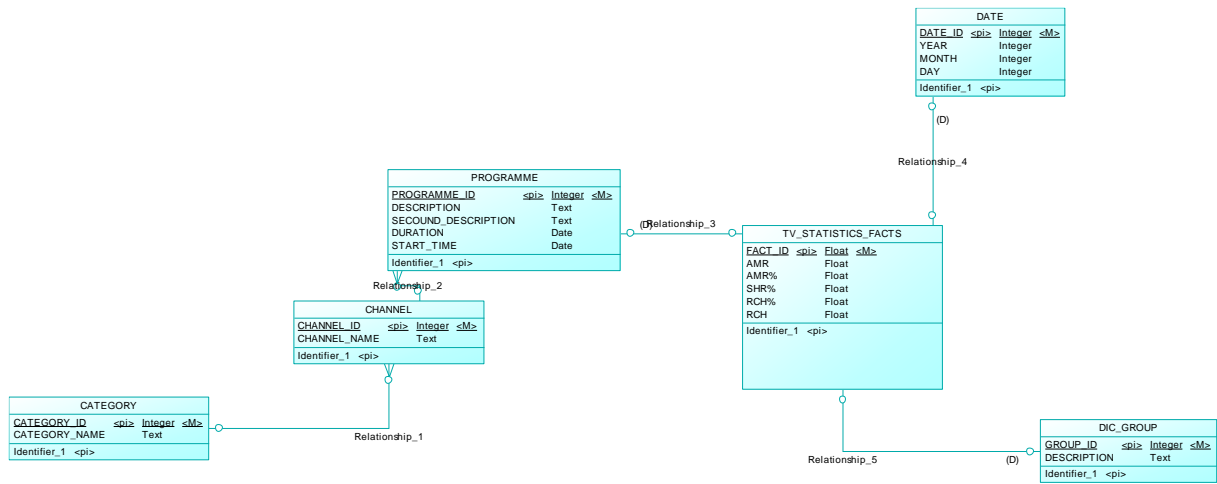 DATE
DATE_ID <pi> Integer <M>
YEAR Integer
MONTH Integer
DAY Integer
Identifier_1 <pi>
(D)
Relationship_4
PROGRAMME
PROGRAMME_ID <pi> Integer <M>
DESCRIPTION Text
SECOUND_DESCRIPTION Text
DURATION Date
START_TIME Date
Identifier_1 <pi>
(D)
Relationship_3
TV_STATISTICS_FACTS
FACT_ID <pi> Float <M>
AMR Float
AMR% Float
SHR% Float
RCH% Float
RCH Float
Identifier_1 <pi>
Relationship_2
CHANNEL
CHANNEL_ID <pi> Integer <M>
CHANNEL_NAME Text
Identifier_1 <pi>
CATEGORY
CATEGORY_ID <pi> Integer <M>
CATEGORY_NAME Text
Identifier_1 <pi>
Relationship_1
Relationship_5
(D)
DIC_GROUP
GROUP_ID <pi> Integer <M>
DESCRIPTION Text
Identifier_1 <pi>